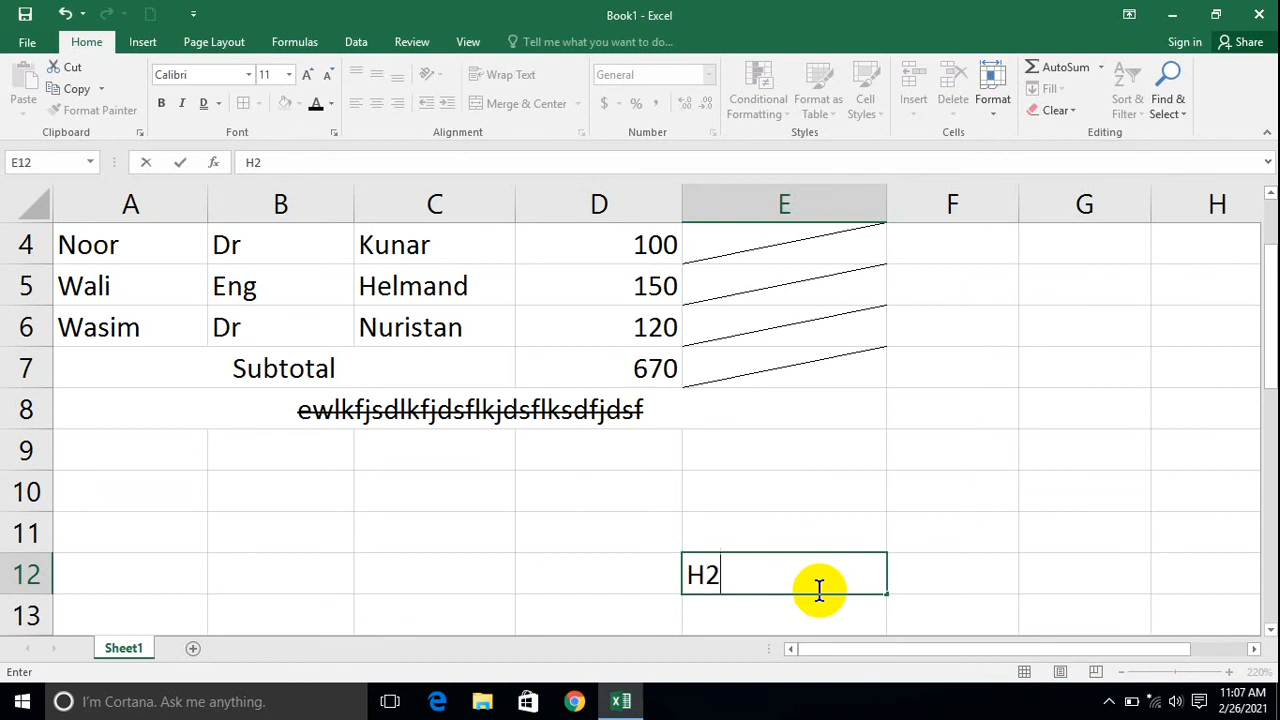 Book1 - Excel
File Home Insert Page Layout Formulas Data Review View Tell me what you want to do... Sign in Share
Paste Cut Copy Format Painter Clipboard
Calibri 11 B I D A Font
Wrap Text Merge & Center Alignment
General $ % , Number
Conditional Formatting Format as Table Cell Styles Styles
Insert Delete Format Cells
AutoSum Fill Clear Sort & Filter Find & Select Editing
E12 fx H2
A B C D E F G H
4 Noor Dr Kunar 100
5 Wali Eng Helmand 150
6 Wasim Dr Nuristan 120
7 Subtotal 670
8 ewlkfjsdlkfjdsflkjdsflksdfjdsf
9
10
11
12 H2
13
Sheet1
Enter 220%
I'm Cortana. Ask me anything. 11:07 AM
2/26/2021